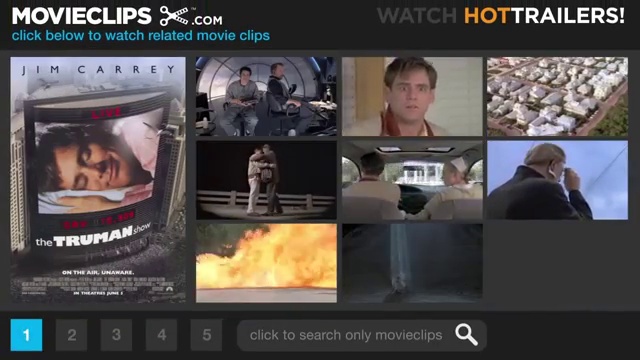 MOVIECLIPS .COM
WATCH HOTTRAILERS!
click below to watch related movie clips
JIM CARREY
LIVE
the TRUMAN show
ON THE AIR. UNAWARE.
IN THEATRES JUNE 5
1 2 3 4 5
click to search only movieclips